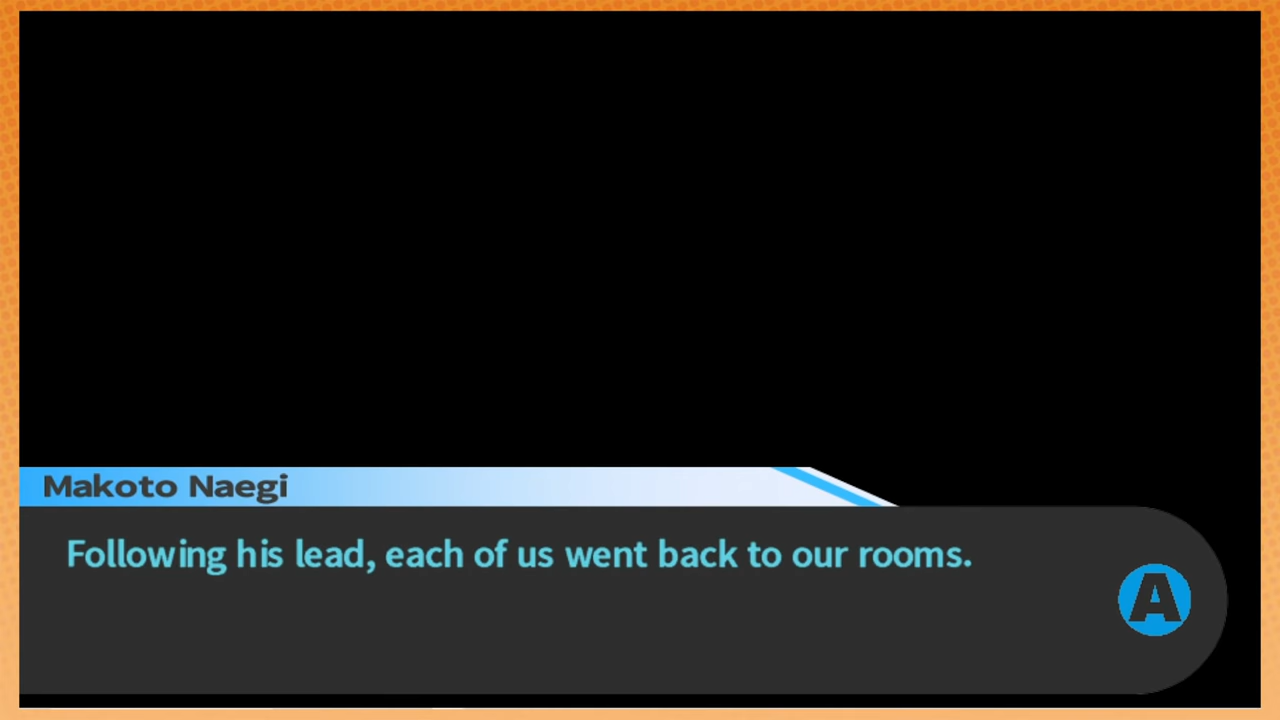 Makoto Naegi
Following his lead, each of us went back to our rooms.
A